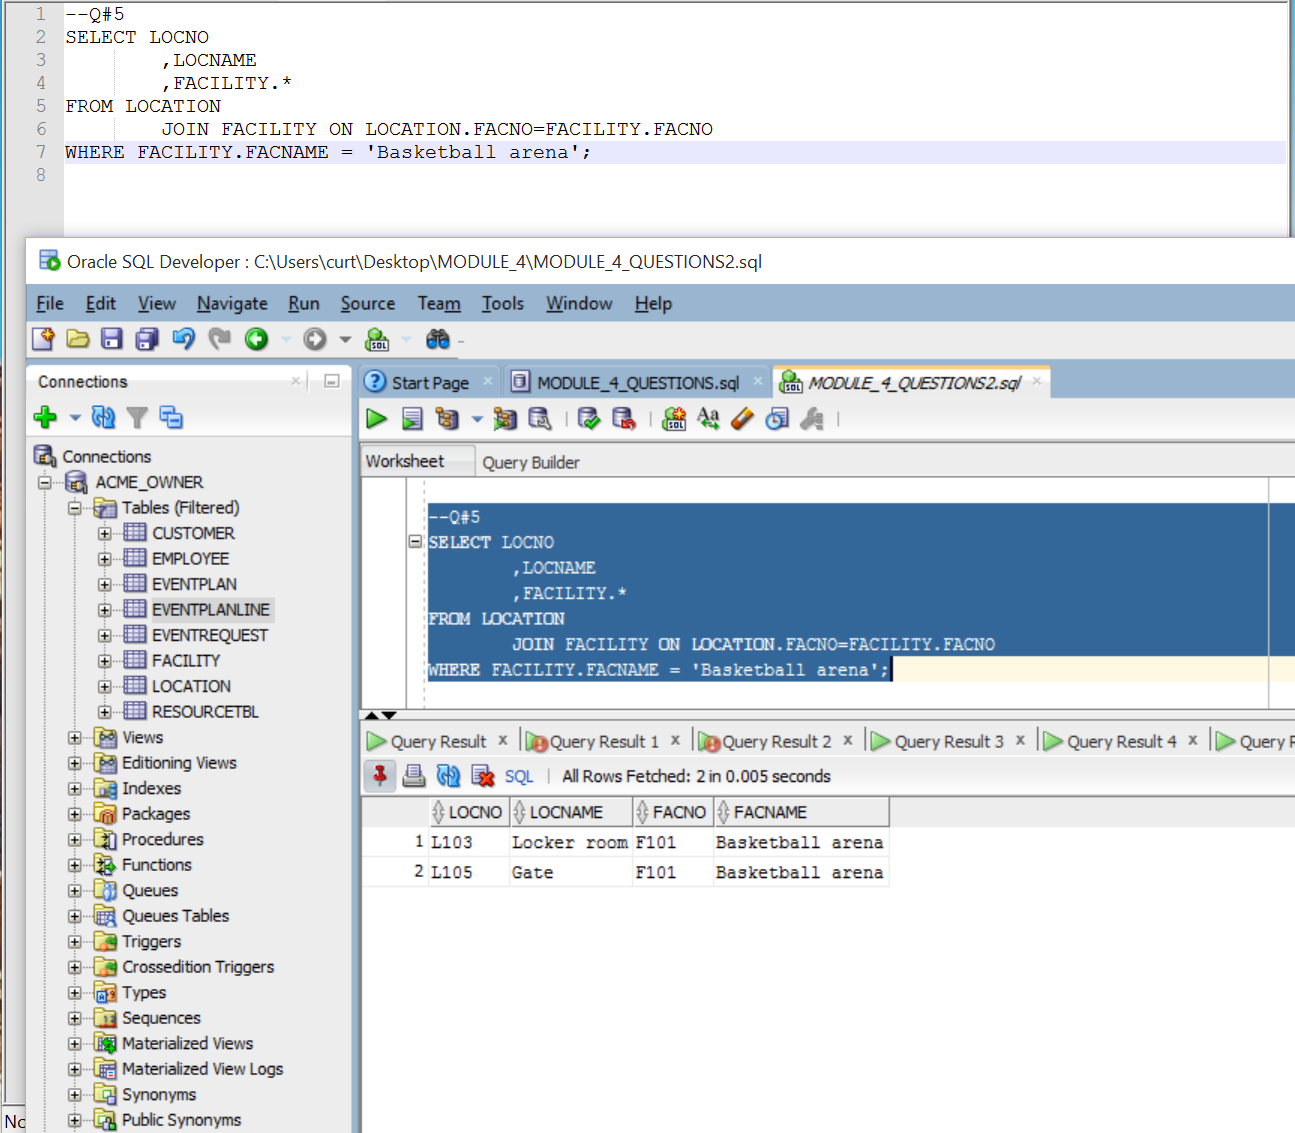 1 --Q#5
2 SELECT LOCNO
3 ,LOCNAME
4 ,FACILITY.*
5 FROM LOCATION
6 JOIN FACILITY ON LOCATION.FACNO=FACILITY.FACNO
7 WHERE FACILITY.FACNAME = 'Basketball arena';
8
Oracle SQL Developer : C:\Users\curt\Desktop\MODULE_4\MODULE_4_QUESTIONS2.sql
File Edit View Navigate Run Source Team Tools Window Help
Connections
Start Page MODULE_4_QUESTIONS.sql MODULE_4_QUESTIONS2.sql
Worksheet Query Builder
Connections
ACME_OWNER
Tables (Filtered)
CUSTOMER
EMPLOYEE
EVENTPLAN
EVENTPLANLINE
EVENTREQUEST
FACILITY
LOCATION
RESOURCETBL
Views
Editioning Views
Indexes
Packages
Procedures
Functions
Queues
Queues Tables
Triggers
Crossedition Triggers
Types
Sequences
Materialized Views
Materialized View Logs
Synonyms
Public Synonyms
--Q#5
SELECT LOCNO
,LOCNAME
,FACILITY.*
FROM LOCATION
JOIN FACILITY ON LOCATION.FACNO=FACILITY.FACNO
WHERE FACILITY.FACNAME = 'Basketball arena';
Query Result Query Result 1 Query Result 2 Query Result 3 Query Result 4 Query R
SQL All Rows Fetched: 2 in 0.005 seconds
LOCNO LOCNAME FACNO FACNAME
1 L103 Locker room F101 Basketball arena
2 L105 Gate F101 Basketball arena
No